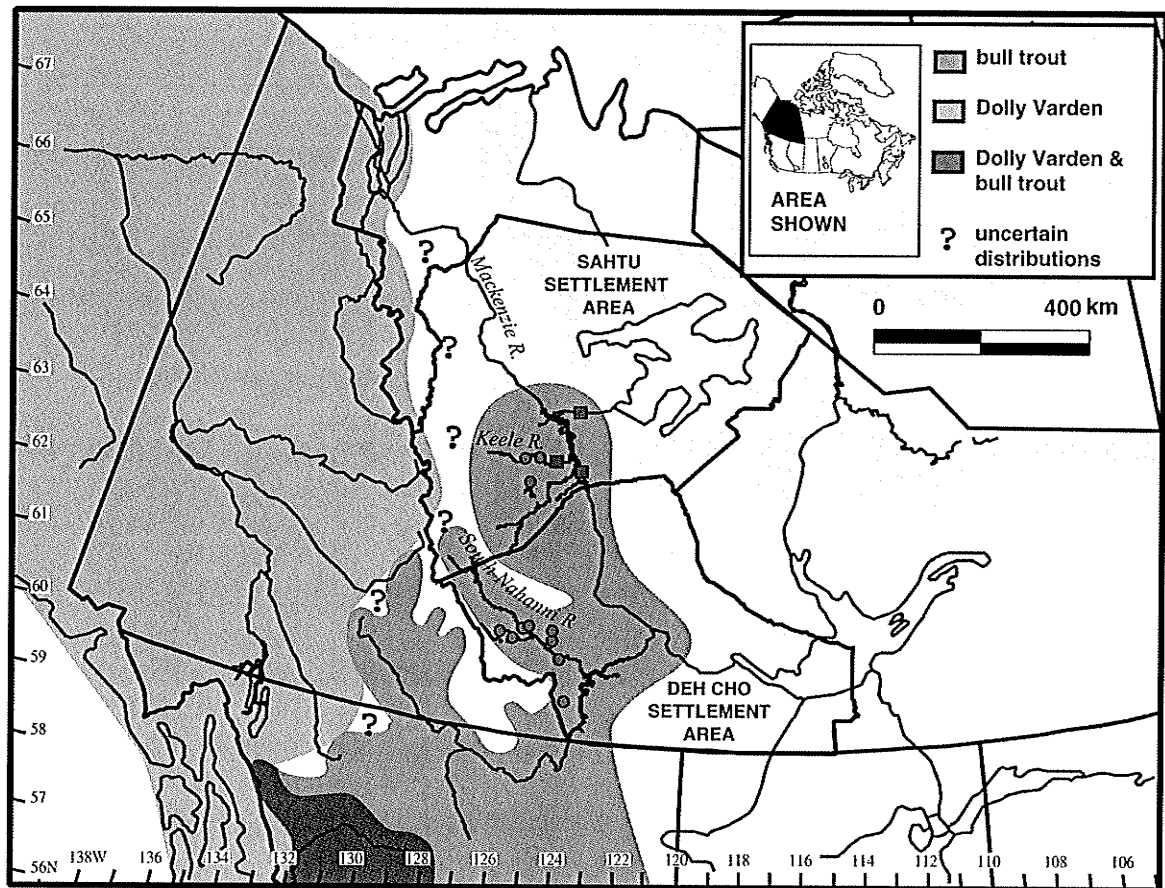 67
66
65
64
63
62
61
60
59
58
57
56N
138W 136 134 132 130 128 126 124 122 120 118 116 114 112 110 108 106
bull trout
Dolly Varden
Dolly Varden &
bull trout
? uncertain
distributions
AREA
SHOWN
0 400 km
SAHTU
SETTLEMENT
AREA
Mackenzie R.
?
?
?
Keele R.
?
South Nahanni R
?
?
DEH CHO
SETTLEMENT
AREA